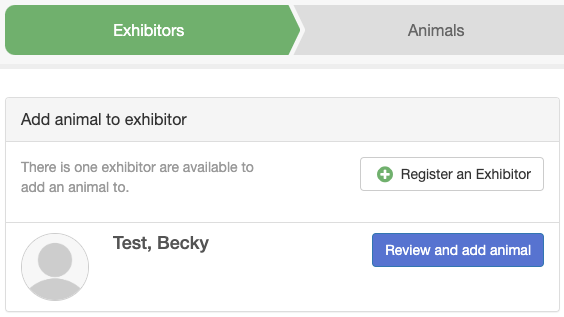 Exhibitors
Animals
Add animal to exhibitor
There is one exhibitor are available to
add an animal to.
Register an Exhibitor
Test, Becky
Review and add animal